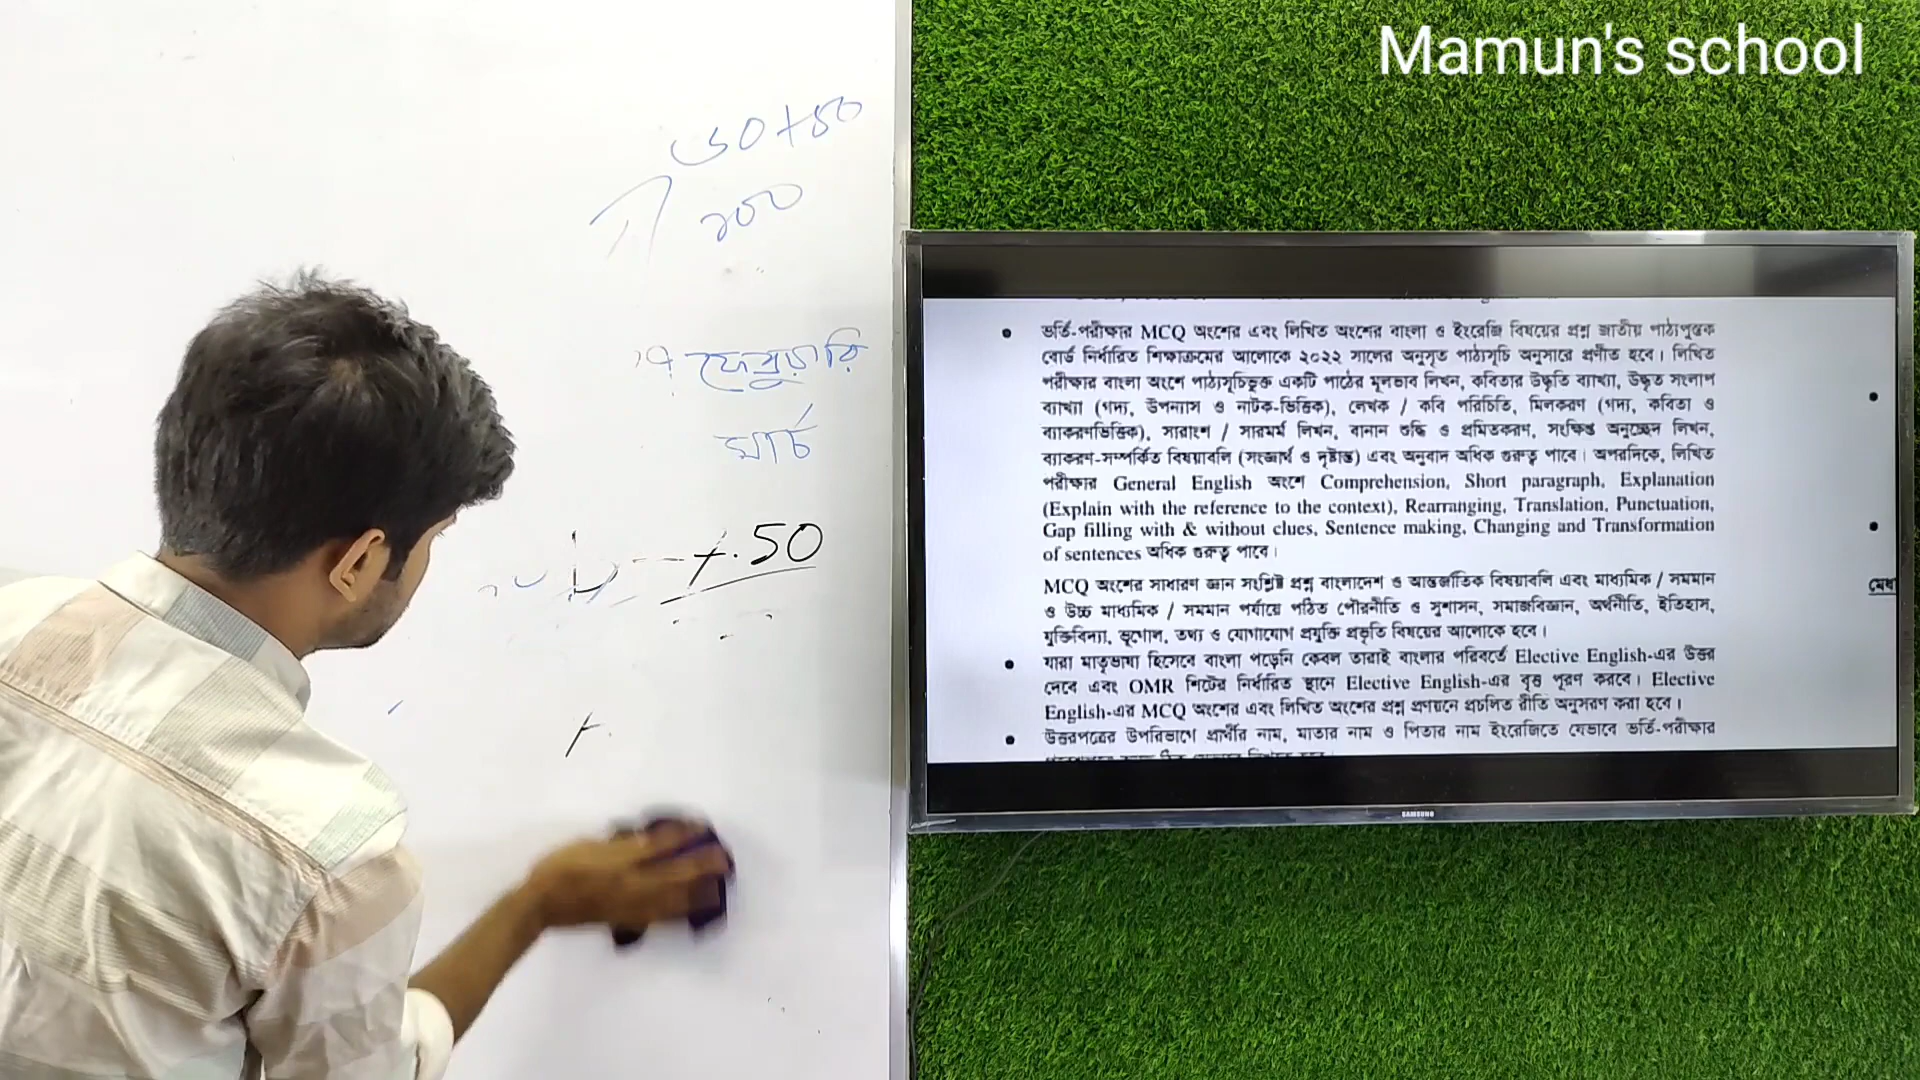 Mamun's school
৬০+৪০
১০০
ফেব্রুয়ারি
মার্চ
.50
• ভর্তি-পরীক্ষার MCQ অংশের এবং লিখিত অংশের বাংলা ও ইংরেজি বিষয়ের প্রশ্ন জাতীয় পাঠ্যপুস্তক
বোর্ড নির্ধারিত শিক্ষাক্রমের আলোকে ২০২২ সালের অনুসৃত পাঠ্যসূচি অনুসারে প্রণীত হবে। লিখিত
পরীক্ষার বাংলা অংশে পাঠ্যসূচিভুক্ত একটি পাঠের মূলভাব লিখন, কবিতার উদ্ধৃতি ব্যাখ্যা, উদ্ধৃত সংলাপ
ব্যাখ্যা (গদ্য, উপন্যাস ও নাটক-ভিত্তিক), লেখক / কবি পরিচিতি, মিলকরণ (গদ্য, কবিতা ও
ব্যাকরণভিত্তিক), সারাংশ / সারমর্ম লিখন, বানান শুদ্ধি ও প্রমিতকরণ, সংক্ষিপ্ত অনুচ্ছেদ লিখন,
ব্যাকরণ-সম্পর্কিত বিষয়াবলি (সংজ্ঞার্থ ও দৃষ্টান্ত) এবং অনুবাদ অধিক গুরুত্ব পাবে। অপরদিকে, লিখিত
পরীক্ষার General English অংশে Comprehension, Short paragraph, Explanation
(Explain with the reference to the context), Rearranging, Translation, Punctuation,
Gap filling with & without clues, Sentence making, Changing and Transformation
of sentences অধিক গুরুত্ব পাবে।
MCQ অংশের সাধারণ জ্ঞান সংশ্লিষ্ট প্রশ্ন বাংলাদেশ ও আন্তর্জাতিক বিষয়াবলি এবং মাধ্যমিক / সমমান
ও উচ্চ মাধ্যমিক / সমমান পর্যায়ে পঠিত পৌরনীতি ও সুশাসন, সমাজবিজ্ঞান, অর্থনীতি, ইতিহাস,
যুক্তিবিদ্যা, ভূগোল, তথ্য ও যোগাযোগ প্রযুক্তি প্রভৃতি বিষয়ের আলোকে হবে।
• যারা মাতৃভাষা হিসেবে বাংলা পড়েনি কেবল তারাই বাংলার পরিবর্তে Elective English-এর উত্তর
দেবে এবং OMR শিটের নির্ধারিত স্থানে Elective English-এর বৃত্ত পূরণ করবে। Elective
English-এর MCQ অংশের এবং লিখিত অংশের প্রশ্ন প্রণয়নে প্রচলিত রীতি অনুসরণ করা হবে।
• উত্তরপত্রের উপরিভাগে প্রার্থীর নাম, মাতার নাম ও পিতার নাম ইংরেজিতে যেভাবে ভর্তি-পরীক্ষার
মেধা
SAMSUNG